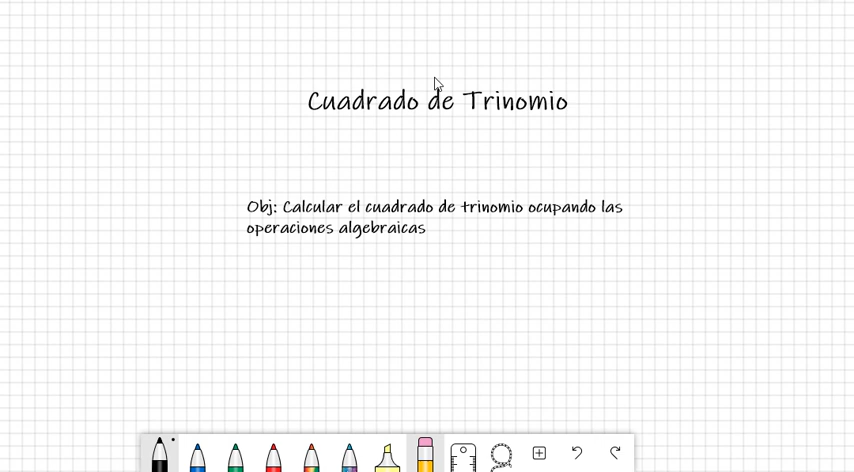 Cuadrado de Trinomio
Obj: Calcular el cuadrado de trinomio ocupando las
operaciones algebraicas